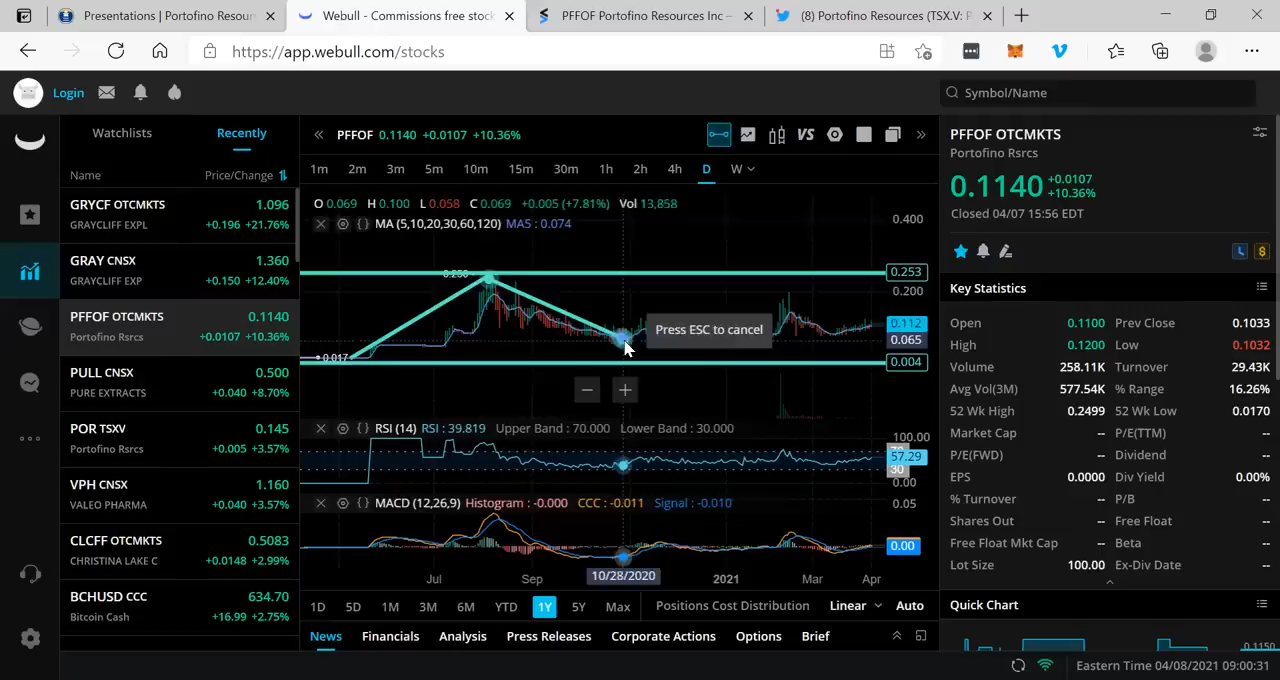 Presentations | Portofino Resour
Webull - Commissions free stock
PFFOF Portofino Resources Inc –
(8) Portofino Resources (TSX.V: P
https://app.webull.com/stocks
Login
Symbol/Name
Watchlists
Recently
Name
Price/Change
GRYCF OTCMKTS 1.096
GRAYCLIFF EXPL +0.196 +21.76%
GRAY CNSX 1.360
GRAYCLIFF EXP +0.150 +12.40%
PFFOF OTCMKTS 0.1140
Portofino Rsrcs +0.0107 +10.36%
PULL CNSX 0.500
PURE EXTRACTS +0.040 +8.70%
POR TSXV 0.145
Portofino Rsrcs +0.005 +3.57%
VPH CNSX 1.160
VALEO PHARMA +0.040 +3.57%
CLCFF OTCMKTS 0.5083
CHRISTINA LAKE C +0.0148 +2.99%
BCHUSD CCC 634.70
Bitcoin Cash +16.99 +2.75%
PFFOF 0.1140 +0.0107 +10.36%
VS
1m 2m 3m 5m 10m 15m 30m 1h 2h 4h D W
O 0.069 H 0.100 L 0.058 C 0.069 +0.005 (+7.81%) Vol 13,858
MA (5,10,20,30,60,120) MA5 : 0.074
0.400
0.253
0.200
0.112
0.065
0.004
0.017
Press ESC to cancel
RSI (14) RSI : 39.819 Upper Band : 70.000 Lower Band : 30.000
100.00
57.29
30
0.00
MACD (12,26,9) Histogram : -0.000 CCC : -0.011 Signal : -0.010
0.05
0.00
Jul Sep 10/28/2020 2021 Mar Apr
1D 5D 1M 3M 6M YTD 1Y 5Y Max Positions Cost Distribution Linear Auto
News Financials Analysis Press Releases Corporate Actions Options Brief
PFFOF OTCMKTS
Portofino Rsrcs
0.1140 +0.0107
+10.36%
Closed 04/07 15:56 EDT
Key Statistics
Open 0.1100 Prev Close 0.1033
High 0.1200 Low 0.1032
Volume 258.11K Turnover 29.43K
Avg Vol(3M) 577.54K % Range 16.26%
52 Wk High 0.2499 52 Wk Low 0.0170
Market Cap -- P/E(TTM) --
P/E(FWD) -- Dividend --
EPS 0.0000 Div Yield 0.00%
% Turnover -- P/B --
Shares Out -- Free Float --
Free Float Mkt Cap -- Beta --
Lot Size 100.00 Ex-Div Date --
Quick Chart
0.1150
Eastern Time 04/08/2021 09:00:31